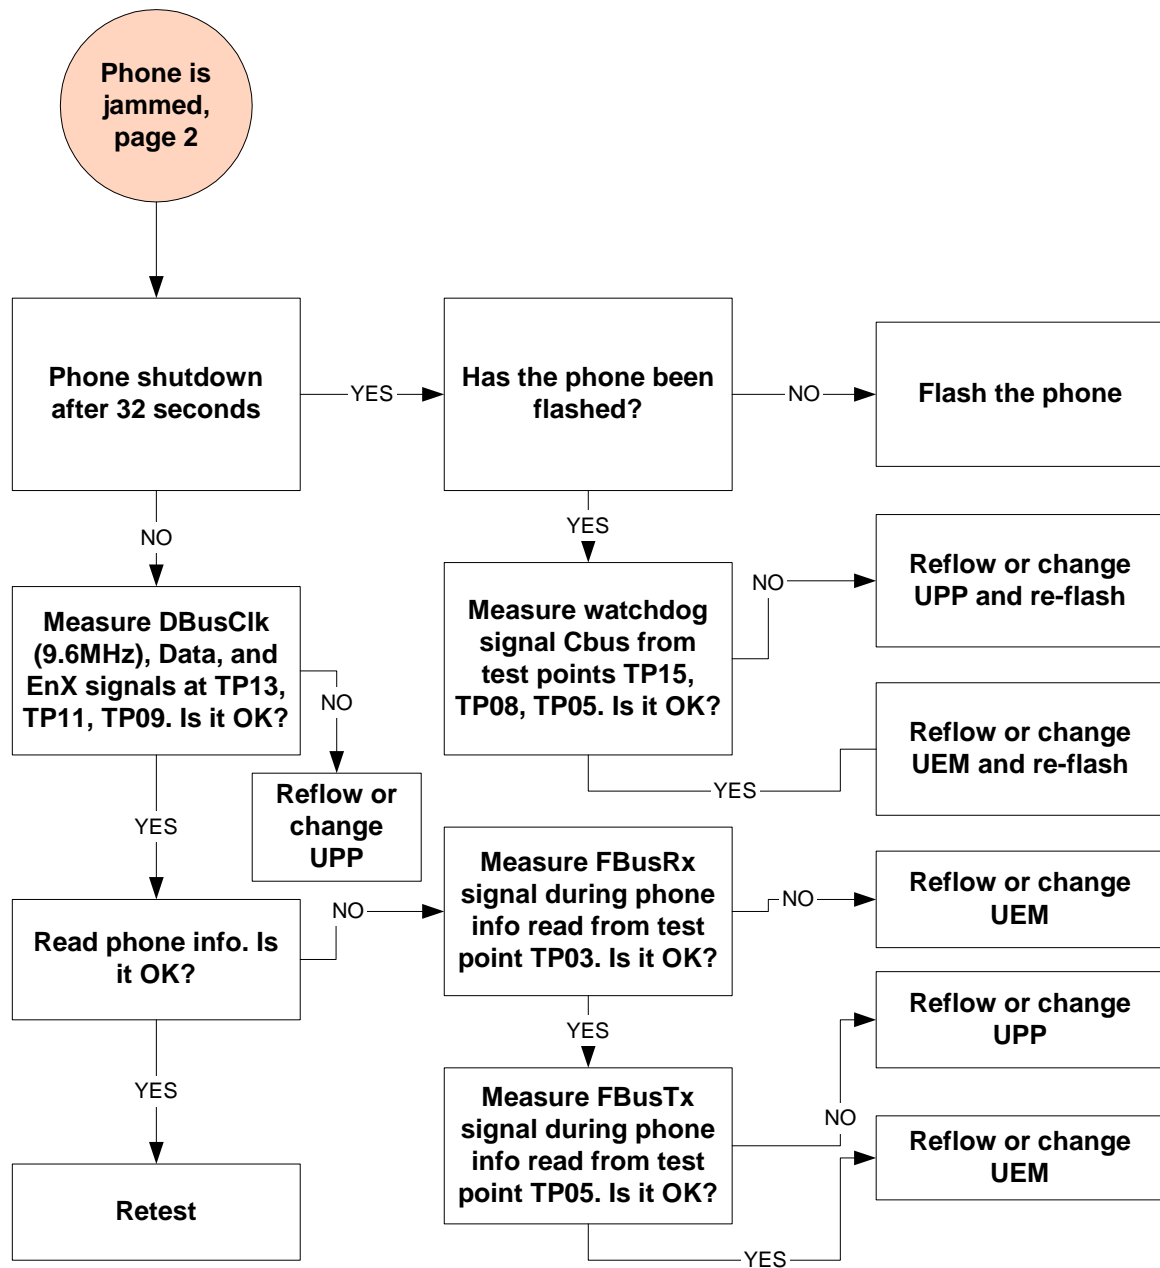 Phone is
jammed,
page 2
Phone shutdown
after 32 seconds
YES
Has the phone been
flashed?
NO
Flash the phone
NO
YES
Measure DBusClk
(9.6MHz), Data, and
EnX signals at TP13,
TP11, TP09. Is it OK?
NO
Reflow or
change
UPP
Measure watchdog
signal Cbus from
test points TP15,
TP08, TP05. Is it OK?
NO
Reflow or change
UPP and re-flash
YES
Reflow or change
UEM and re-flash
YES
Read phone info. Is
it OK?
NO
Measure FBusRx
signal during phone
info read from test
point TP03. Is it OK?
NO
Reflow or change
UEM
YES
YES
Retest
Measure FBusTx
signal during phone
info read from test
point TP05. Is it OK?
NO
Reflow or change
UPP
YES
Reflow or change
UEM